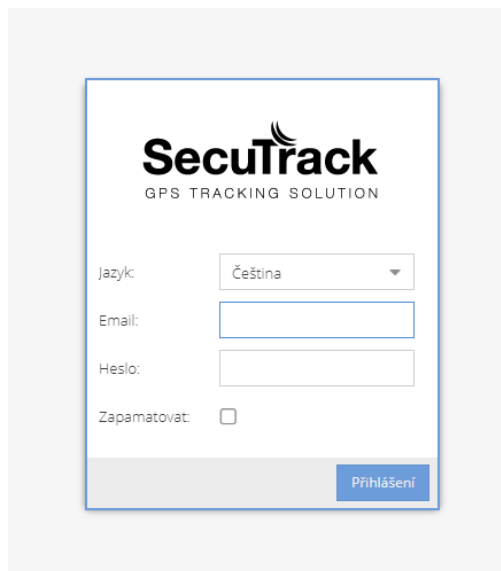 SecuTrack
GPS TRACKING SOLUTION
Jazyk: Čeština
Email:
Heslo:
Zapamatovat:
Přihlášení